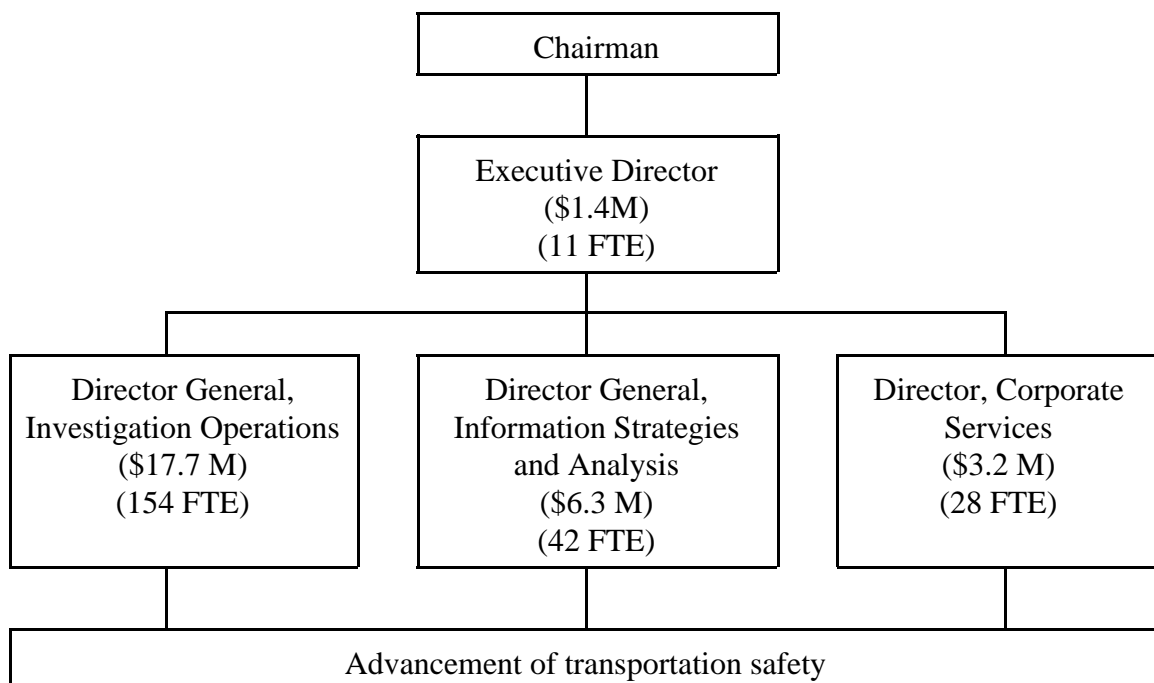 Chairman
Executive Director
($1.4M)
(11 FTE)
Director General,
Investigation Operations
($17.7 M)
(154 FTE)
Director General,
Information Strategies
and Analysis
($6.3 M)
(42 FTE)
Director, Corporate
Services
($3.2 M)
(28 FTE)
Advancement of transportation safety